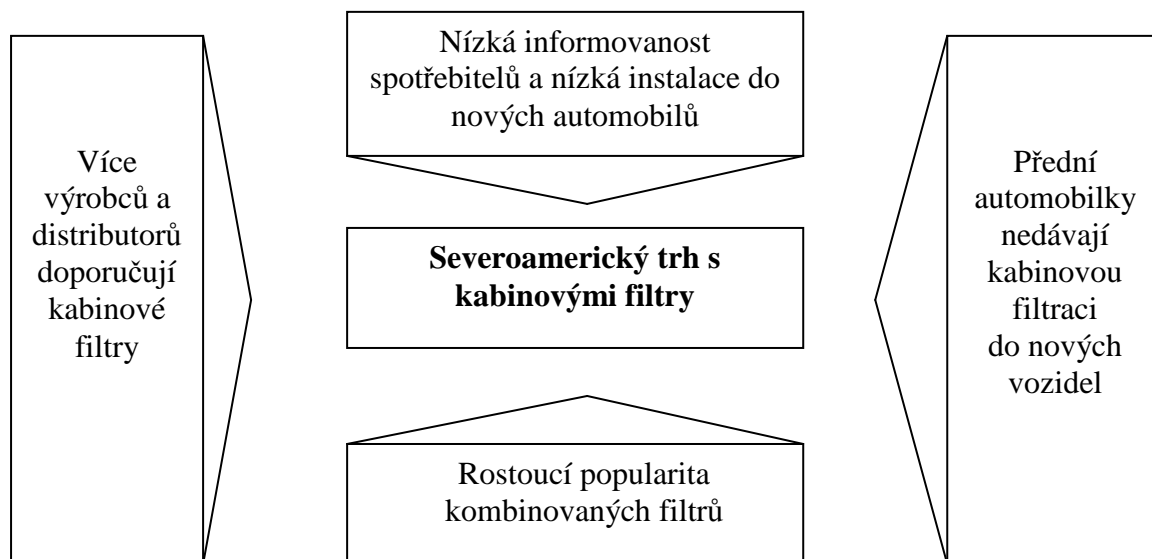 Nízká informovanost
spotřebitelů a nízká instalace do
nových automobilů
Více
výrobců a
distributorů
doporučují
kabinové
filtry
Severoamerický trh s
kabinovými filtry
Přední
automobilky
nedávají
kabinovou
filtraci
do nových
vozidel
Rostoucí popularita
kombinovaných filtrů